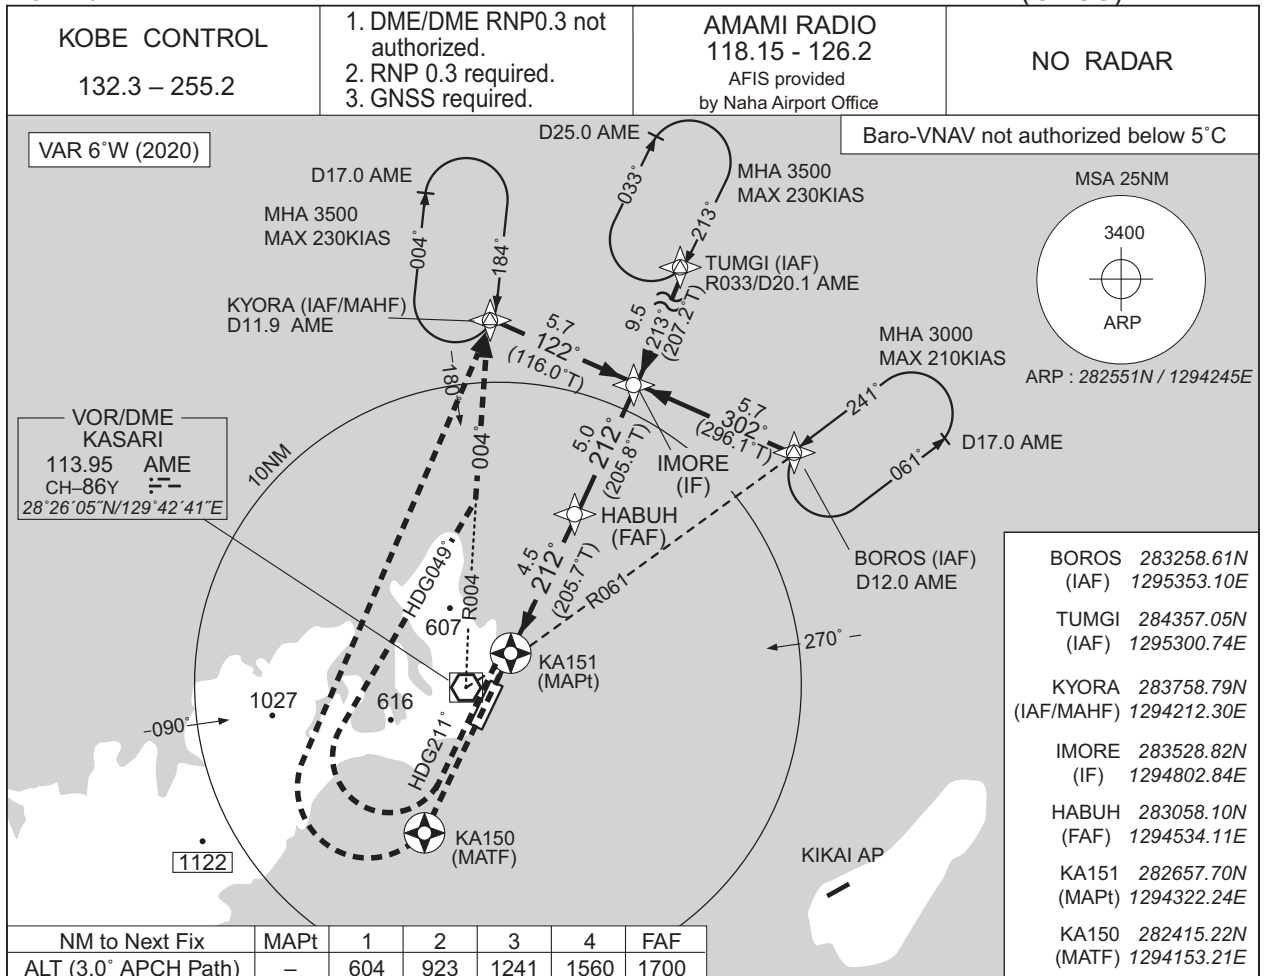 KOBE CONTROL
132.3 – 255.2
1. DME/DME RNP0.3 not
authorized.
2. RNP 0.3 required.
3. GNSS required.
AMAMI RADIO
118.15 - 126.2
AFIS provided
by Naha Airport Office
NO RADAR
VAR 6°W (2020)
Baro-VNAV not authorized below 5°C
D17.0 AME
MHA 3500
MAX 230KIAS
004°
184°
KYORA (IAF/MAHF)
D11.9 AME
D25.0 AME
033°
213°
MHA 3500
MAX 230KIAS
TUMGI (IAF)
R033/D20.1 AME
MSA 25NM
3400
ARP
ARP : 282551N / 1294245E
9.5
213°
(207.2°T)
5.7
122°
(116.0°T)
MHA 3000
MAX 210KIAS
241°
061°
D17.0 AME
5.7
302°
(296.1°T)
–180°
IMORE
(IF)
5.0
212°
(205.8°T)
VOR/DME
KASARI
113.95 AME
CH–86Y
28°26′05″N/129°42′41″E
10NM
004°
HABUH
(FAF)
BOROS (IAF)
D12.0 AME
4.5
212°
(205.7°T)
R061
HDG049°
R004
607
KA151
(MAPt)
270° –
1027
616
–090°
HDG211°
KA150
(MATF)
1122
KIKAI AP
BOROS 283258.61N
(IAF) 1295353.10E
TUMGI 284357.05N
(IAF) 1295300.74E
KYORA 283758.79N
(IAF/MAHF) 1294212.30E
IMORE 283528.82N
(IF) 1294802.84E
HABUH 283058.10N
(FAF) 1294534.11E
KA151 282657.70N
(MAPt) 1294322.24E
KA150 282415.22N
(MATF) 1294153.21E
NM to Next Fix MAPt 1 2 3 4 FAF
ALT (3.0° APCH Path) – 604 923 1241 1560 1700